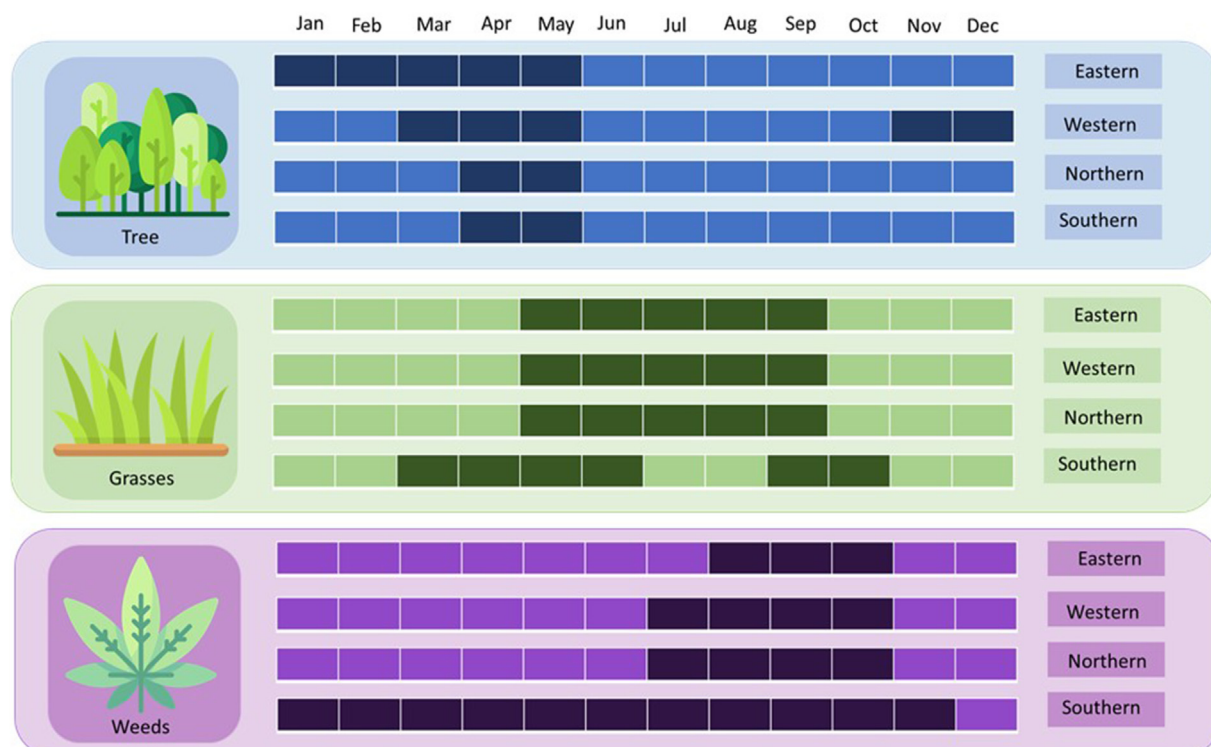 Jan Feb Mar Apr May Jun Jul Aug Sep Oct Nov Dec
Eastern
Western
Northern
Southern
Tree
Eastern
Western
Northern
Southern
Grasses
Eastern
Western
Northern
Southern
Weeds